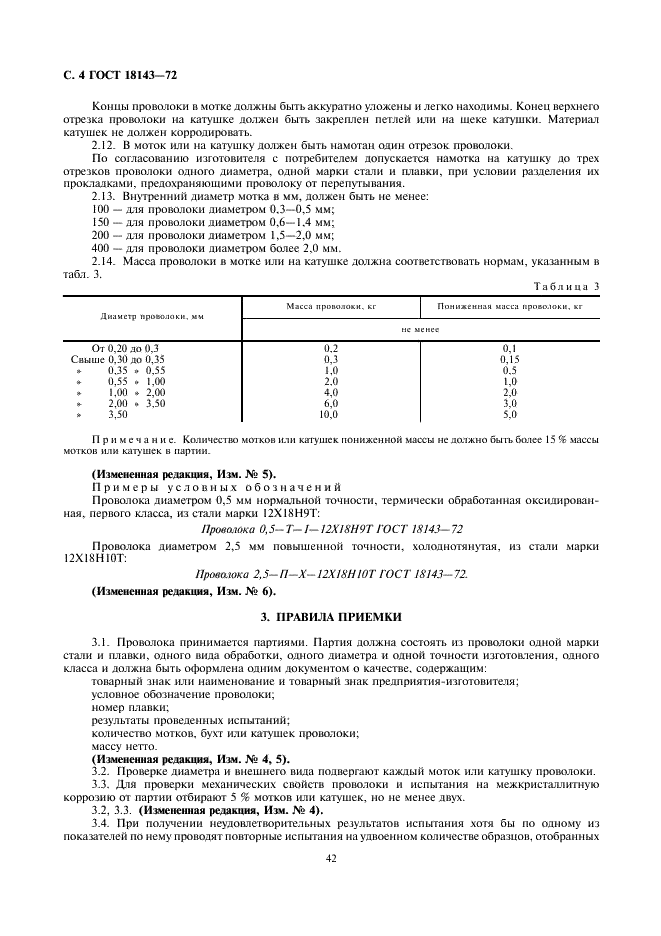 С. 4 ГОСТ 18143—72
Концы проволоки в мотке должны быть аккуратно уложены и легко находимы. Конец верхнего
отрезка проволоки на катушке должен быть закреплен петлей или на щеке катушки. Материал
катушек не должен корродировать.
2.12. В моток или на катушку должен быть намотан один отрезок проволоки.
По согласованию изготовителя с потребителем допускается намотка на катушку до трех
отрезков проволоки одного диаметра, одной марки стали и плавки, при условии разделения их
прокладками, предохраняющими проволоку от перепутывания.
2.13. Внутренний диаметр мотка в мм, должен быть не менее:
100 — для проволоки диаметром 0,3—0,5 мм;
150 — для проволоки диаметром 0,6—1,4 мм;
200 — для проволоки диаметром 1,5—2,0 мм;
400 — для проволоки диаметром более 2,0 мм.
2.14. Масса проволоки в мотке или на катушке должна соответствовать нормам, указанным в
табл. 3.
Таблица 3
Диаметр проволоки, мм
Масса проволоки, кг
Пониженная масса проволоки, кг
не менее
От 0,20 до 0,3 0,2 0,1
Свыше 0,30 до 0,35 0,3 0,15
» 0,35 » 0,55 1,0 0,5
» 0,55 » 1,00 2,0 1,0
» 1,00 » 2,00 4,0 2,0
» 2,00 » 3,50 6,0 3,0
» 3,50 10,0 5,0
Примечание. Количество мотков или катушек пониженной массы не должно быть более 15 % массы
мотков или катушек в партии.
(Измененная редакция, Изм. № 5).
Примеры условных обозначений
Проволока диаметром 0,5 мм нормальной точности, термически обработанная оксидирован-
ная, первого класса, из стали марки 12Х18Н9Т:
Проволока 0,5—Т—I—12Х18Н9Т ГОСТ 18143—72
Проволока диаметром 2,5 мм повышенной точности, холоднотянутая, из стали марки
12Х18Н10Т:
Проволока 2,5—П—Х—12Х18Н10Т ГОСТ 18143—72.
(Измененная редакция, Изм. № 6).
3. ПРАВИЛА ПРИЕМКИ
3.1. Проволока принимается партиями. Партия должна состоять из проволоки одной марки
стали и плавки, одного вида обработки, одного диаметра и одной точности изготовления, одного
класса и должна быть оформлена одним документом о качестве, содержащим:
товарный знак или наименование и товарный знак предприятия-изготовителя;
условное обозначение проволоки;
номер плавки;
результаты проведенных испытаний;
количество мотков, бухт или катушек проволоки;
массу нетто.
(Измененная редакция, Изм. № 4, 5).
3.2. Проверке диаметра и внешнего вида подвергают каждый моток или катушку проволоки.
3.3. Для проверки механических свойств проволоки и испытания на межкристаллитную
коррозию от партии отбирают 5 % мотков или катушек, но не менее двух.
3.2, 3.3. (Измененная редакция, Изм. № 4).
3.4. При получении неудовлетворительных результатов испытания хотя бы по одному из
показателей по нему проводят повторные испытания на удвоенном количестве образцов, отобранных
42